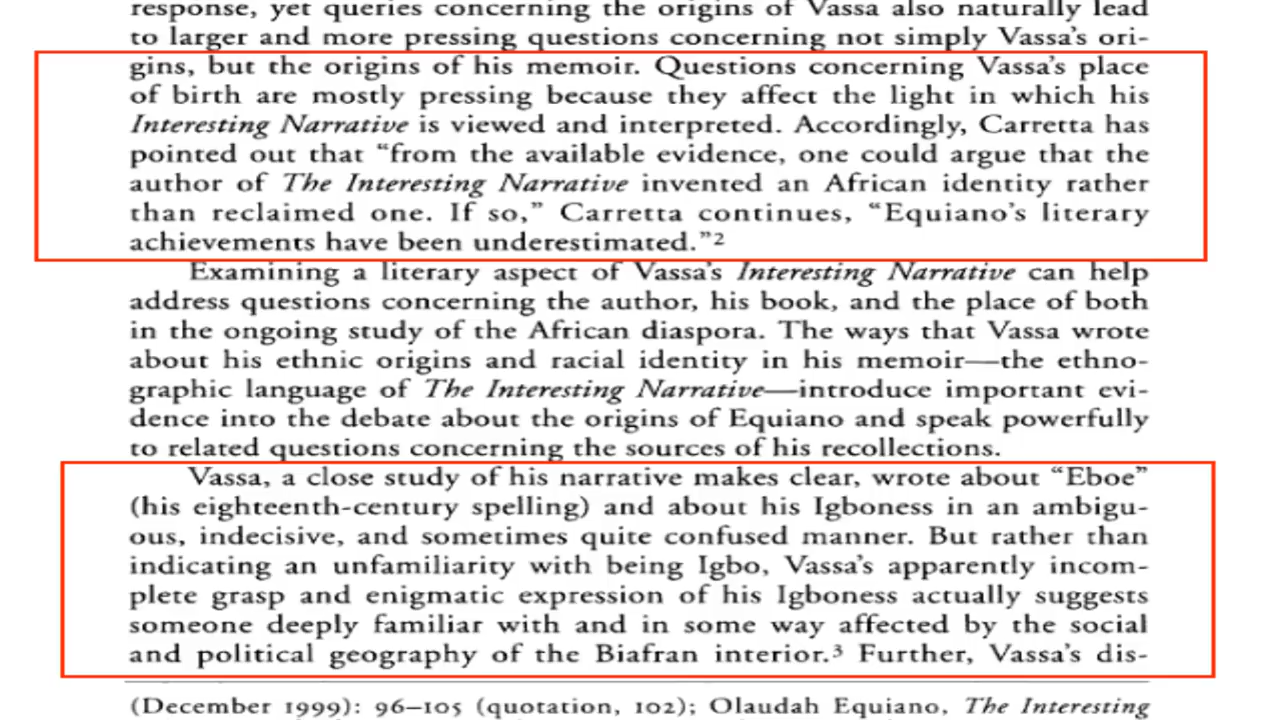 response, yet queries concerning the origins of Vassa also naturally lead
to larger and more pressing questions concerning not simply Vassa's ori-
gins, but the origins of his memoir. Questions concerning Vassa's place
of birth are mostly pressing because they affect the light in which his
Interesting Narrative is viewed and interpreted. Accordingly, Carretta has
pointed out that “from the available evidence, one could argue that the
author of The Interesting Narrative invented an African identity rather
than reclaimed one. If so,” Carretta continues, “Equiano's literary
achievements have been underestimated.”2
Examining a literary aspect of Vassa's Interesting Narrative can help
address questions concerning the author, his book, and the place of both
in the ongoing study of the African diaspora. The ways that Vassa wrote
about his ethnic origins and racial identity in his memoir—the ethno-
graphic language of The Interesting Narrative—introduce important evi-
dence into the debate about the origins of Equiano and speak powerfully
to related questions concerning the sources of his recollections.
Vassa, a close study of his narrative makes clear, wrote about “Eboe”
(his eighteenth-century spelling) and about his Igboness in an ambigu-
ous, indecisive, and sometimes quite confused manner. But rather than
indicating an unfamiliarity with being Igbo, Vassa's apparently incom-
plete grasp and enigmatic expression of his Igboness actually suggests
someone deeply familiar with and in some way affected by the social
and political geography of the Biafran interior.3 Further, Vassa's dis-
(December 1999): 96–105 (quotation, 102); Olaudah Equiano, The Interesting